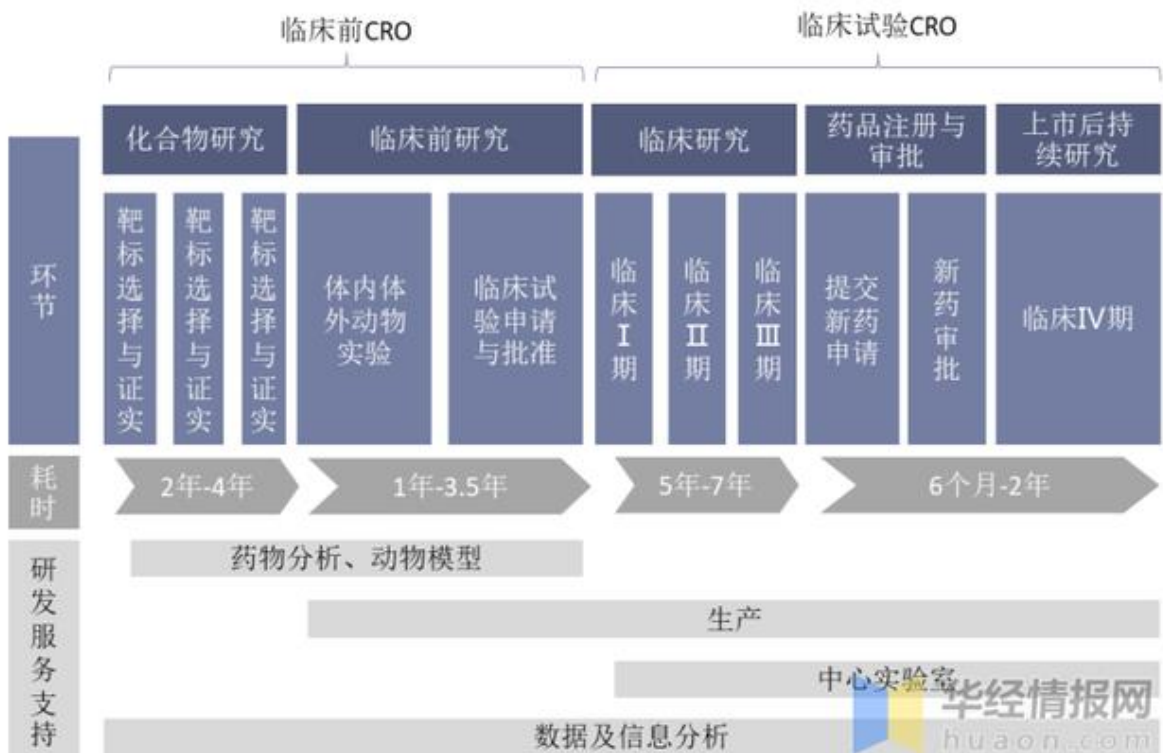 临床前CRO
临床试验CRO
化合物研究
临床前研究
临床研究
药品注册与
审批
上市后持
续研究
环节
靶标选择与证实
靶标选择与证实
靶标选择与证实
体内体
外动物
实验
临床试
验申请
与批准
临床Ⅰ期
临床Ⅱ期
临床Ⅲ期
提交
新药
申请
新药审批
临床Ⅳ期
耗时
2年-4年
1年-3.5年
5年-7年
6个月-2年
研发服务支持
药物分析、动物模型
生产
中心实验室
数据及信息分析
华经情报网
huaon.com